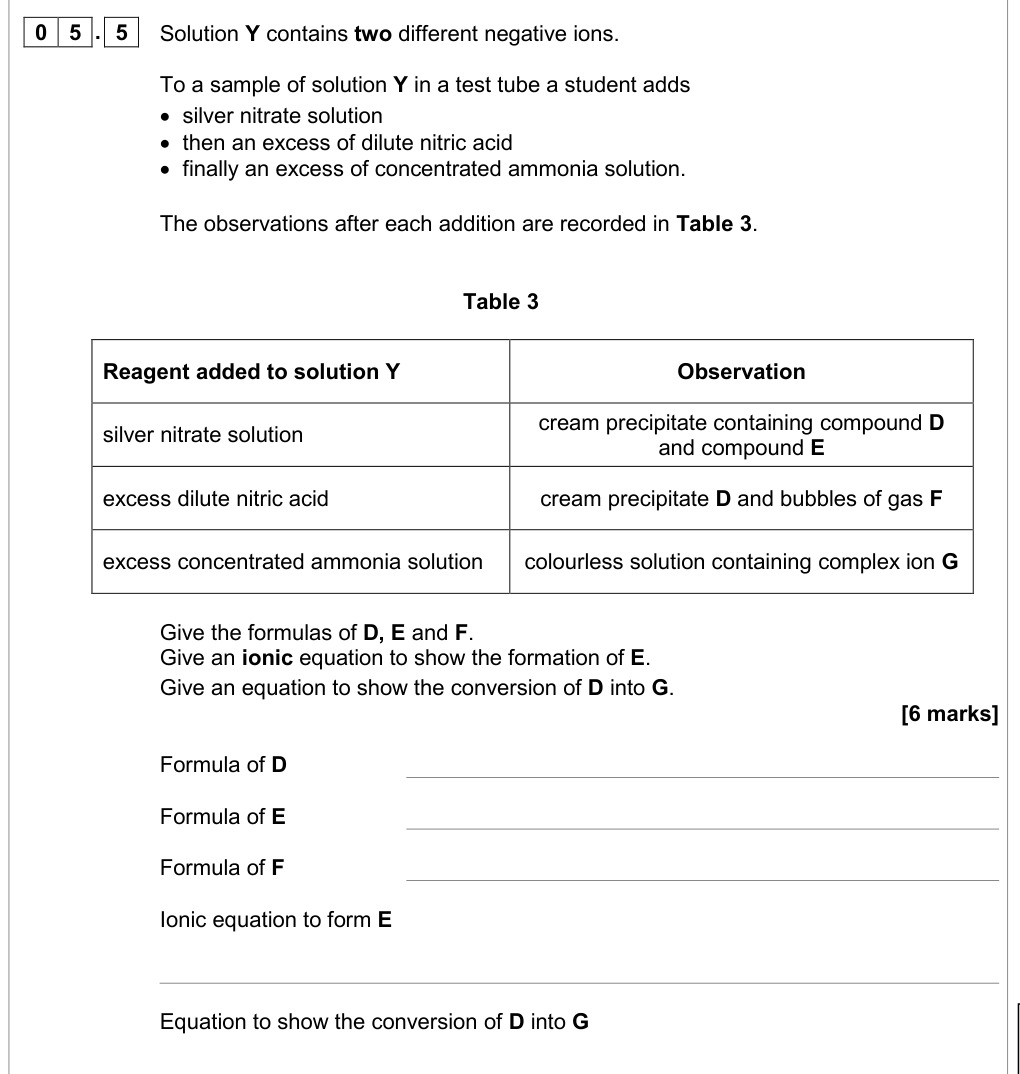 0 5 . 5 Solution Y contains two different negative ions.
To a sample of solution Y in a test tube a student adds
• silver nitrate solution
• then an excess of dilute nitric acid
• finally an excess of concentrated ammonia solution.
The observations after each addition are recorded in Table 3.
Table 3
Reagent added to solution Y Observation
silver nitrate solution cream precipitate containing compound D
and compound E
excess dilute nitric acid cream precipitate D and bubbles of gas F
excess concentrated ammonia solution colourless solution containing complex ion G
Give the formulas of D, E and F.
Give an ionic equation to show the formation of E.
Give an equation to show the conversion of D into G.
[6 marks]
Formula of D
Formula of E
Formula of F
Ionic equation to form E
Equation to show the conversion of D into G